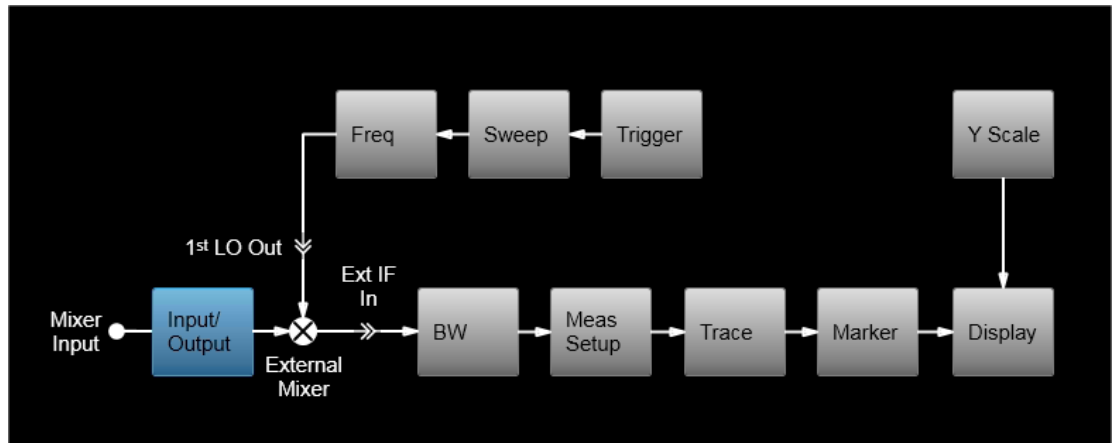 Freq
Sweep
Trigger
Y Scale
1st LO Out
Ext IF
In
Mixer
Input
Input/
Output
External
Mixer
BW
Meas
Setup
Trace
Marker
Display